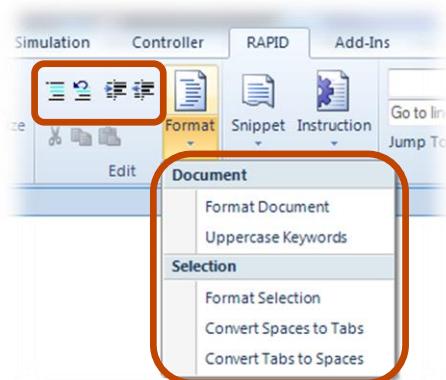 Simulation Controller RAPID Add-Ins
Format Snippet Instruction
Go to lin
Jump To
Edit
Document
Format Document
Uppercase Keywords
Selection
Format Selection
Convert Spaces to Tabs
Convert Tabs to Spaces